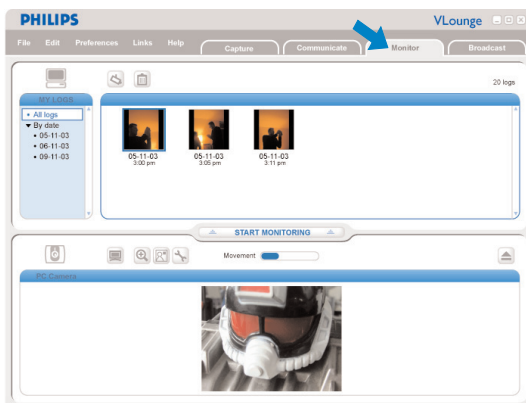 PHILIPS
VLounge
File Edit Preferences Links Help
Capture
Communicate
Monitor
Broadcast
20 logs
MY LOGS
All logs
By date
05-11-03
06-11-03
09-11-03
05-11-03
3:00 pm
05-11-03
3:05 pm
05-11-03
3:11 pm
START MONITORING
Movement
PC Camera